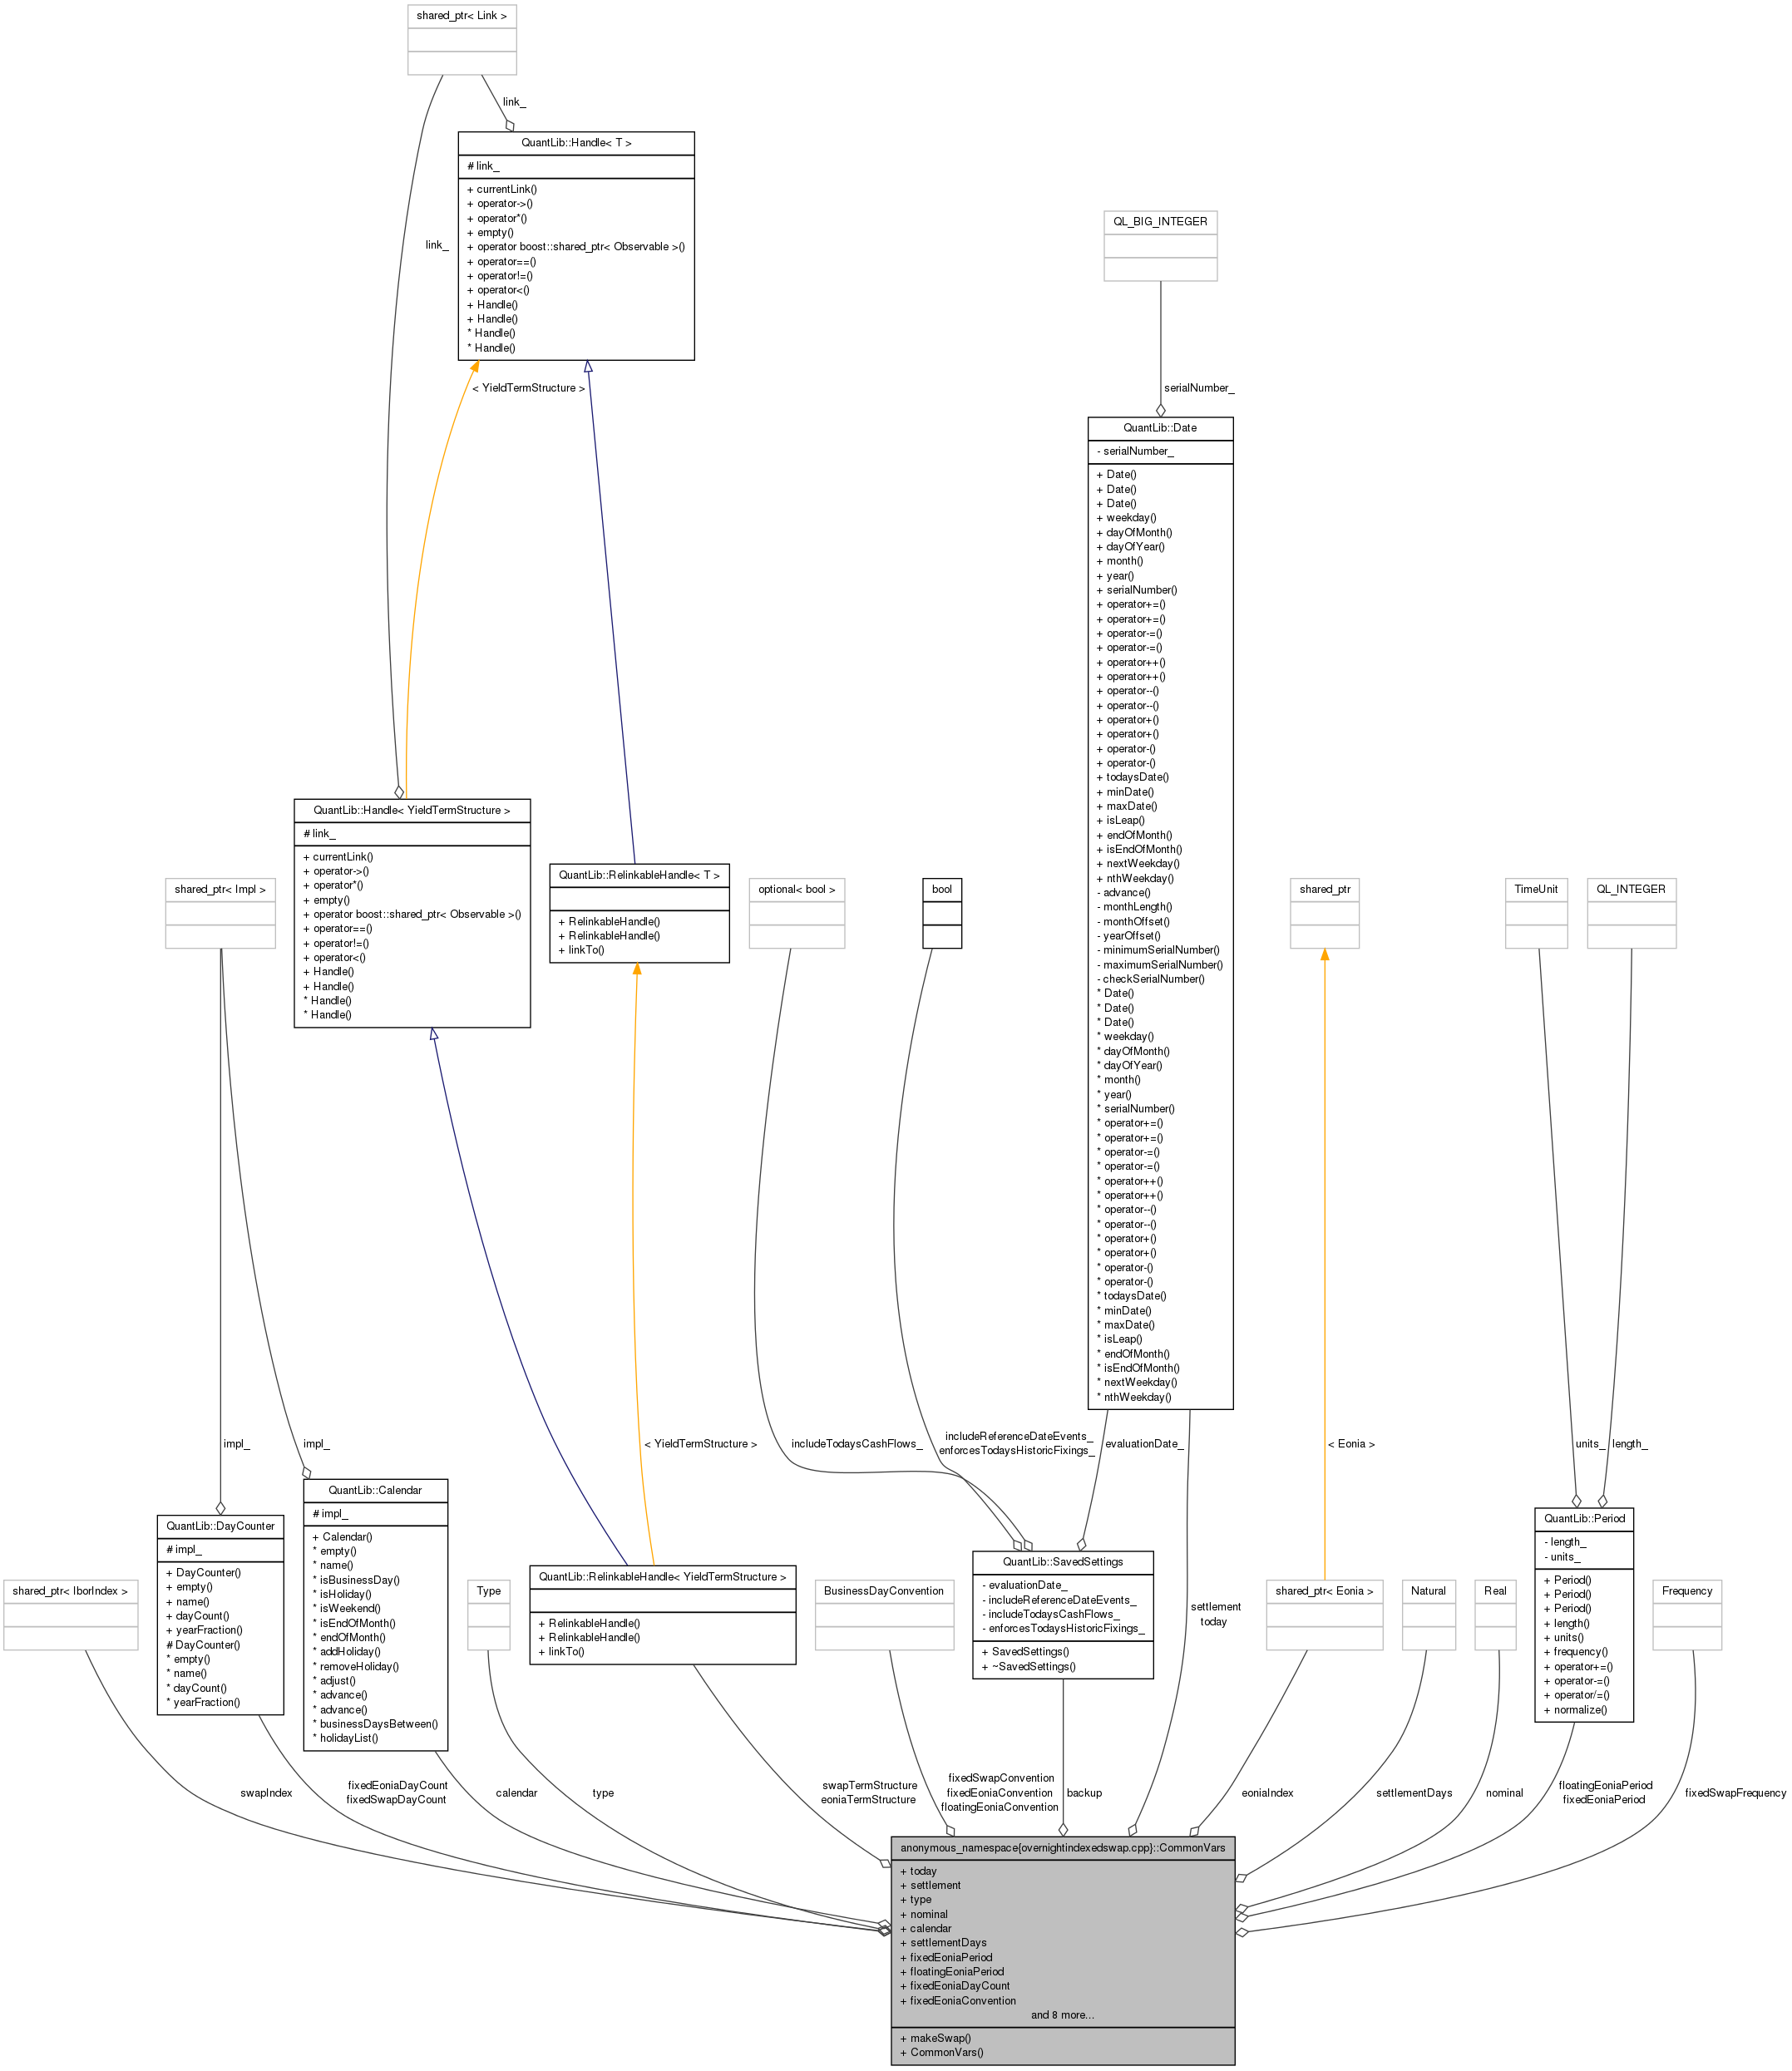 shared_ptr< Link >
link_
QuantLib::Handle< T >
# link_
+ currentLink()
+ operator->()
+ operator*()
+ empty()
+ operator boost::shared_ptr< Observable >()
+ operator==()
+ operator!=()
+ operator<()
+ Handle()
+ Handle()
* Handle()
* Handle()
link_
< YieldTermStructure >
QL_BIG_INTEGER
serialNumber_
QuantLib::Date
- serialNumber_
+ Date()
+ Date()
+ Date()
+ weekday()
+ dayOfMonth()
+ dayOfYear()
+ month()
+ year()
+ serialNumber()
+ operator+=()
+ operator+=()
+ operator-=()
+ operator-=()
+ operator++()
+ operator++()
+ operator--()
+ operator--()
+ operator+()
+ operator+()
+ operator-()
+ operator-()
+ todaysDate()
+ minDate()
+ maxDate()
+ isLeap()
+ endOfMonth()
+ isEndOfMonth()
+ nextWeekday()
+ nthWeekday()
- advance()
- monthLength()
- monthOffset()
- yearOffset()
- minimumSerialNumber()
- maximumSerialNumber()
- checkSerialNumber()
* Date()
* Date()
* Date()
* weekday()
* dayOfMonth()
* dayOfYear()
* month()
* year()
* serialNumber()
* operator+=()
* operator+=()
* operator-=()
* operator-=()
* operator++()
* operator++()
* operator--()
* operator--()
* operator+()
* operator+()
* operator-()
* operator-()
* todaysDate()
* minDate()
* maxDate()
* isLeap()
* endOfMonth()
* isEndOfMonth()
* nextWeekday()
* nthWeekday()
QuantLib::Handle< YieldTermStructure >
# link_
+ currentLink()
+ operator->()
+ operator*()
+ empty()
+ operator boost::shared_ptr< Observable >()
+ operator==()
+ operator!=()
+ operator<()
+ Handle()
+ Handle()
* Handle()
* Handle()
shared_ptr< Impl >
QuantLib::RelinkableHandle< T >
+ RelinkableHandle()
+ RelinkableHandle()
+ linkTo()
optional< bool >
bool
shared_ptr
TimeUnit
QL_INTEGER
impl_
impl_
< YieldTermStructure >
includeTodaysCashFlows_
includeReferenceDateEvents_
enforcesTodaysHistoricFixings_
evaluationDate_
< Eonia >
units_
length_
shared_ptr< IborIndex >
QuantLib::DayCounter
# impl_
+ DayCounter()
+ empty()
+ name()
+ dayCount()
+ yearFraction()
# DayCounter()
* empty()
* name()
* dayCount()
* yearFraction()
QuantLib::Calendar
# impl_
+ Calendar()
* empty()
* name()
* isBusinessDay()
* isHoliday()
* isWeekend()
* isEndOfMonth()
* endOfMonth()
* addHoliday()
* removeHoliday()
* adjust()
* advance()
* advance()
* businessDaysBetween()
* holidayList()
Type
QuantLib::RelinkableHandle< YieldTermStructure >
+ RelinkableHandle()
+ RelinkableHandle()
+ linkTo()
BusinessDayConvention
QuantLib::SavedSettings
- evaluationDate_
- includeReferenceDateEvents_
- includeTodaysCashFlows_
- enforcesTodaysHistoricFixings_
+ SavedSettings()
+ ~SavedSettings()
settlement
today
shared_ptr< Eonia >
Natural
Real
QuantLib::Period
- length_
- units_
+ Period()
+ Period()
+ Period()
+ length()
+ units()
+ frequency()
+ operator+=()
+ operator-=()
+ operator/=()
+ normalize()
Frequency
swapIndex
fixedEoniaDayCount
fixedSwapDayCount
calendar
type
swapTermStructure
eoniaTermStructure
fixedSwapConvention
fixedEoniaConvention
floatingEoniaConvention
backup
eoniaIndex
settlementDays
nominal
floatingEoniaPeriod
fixedEoniaPeriod
fixedSwapFrequency
anonymous_namespace{overnightindexedswap.cpp}::CommonVars
+ today
+ settlement
+ type
+ nominal
+ calendar
+ settlementDays
+ fixedEoniaPeriod
+ floatingEoniaPeriod
+ fixedEoniaDayCount
+ fixedEoniaConvention
and 8 more...
+ makeSwap()
+ CommonVars()